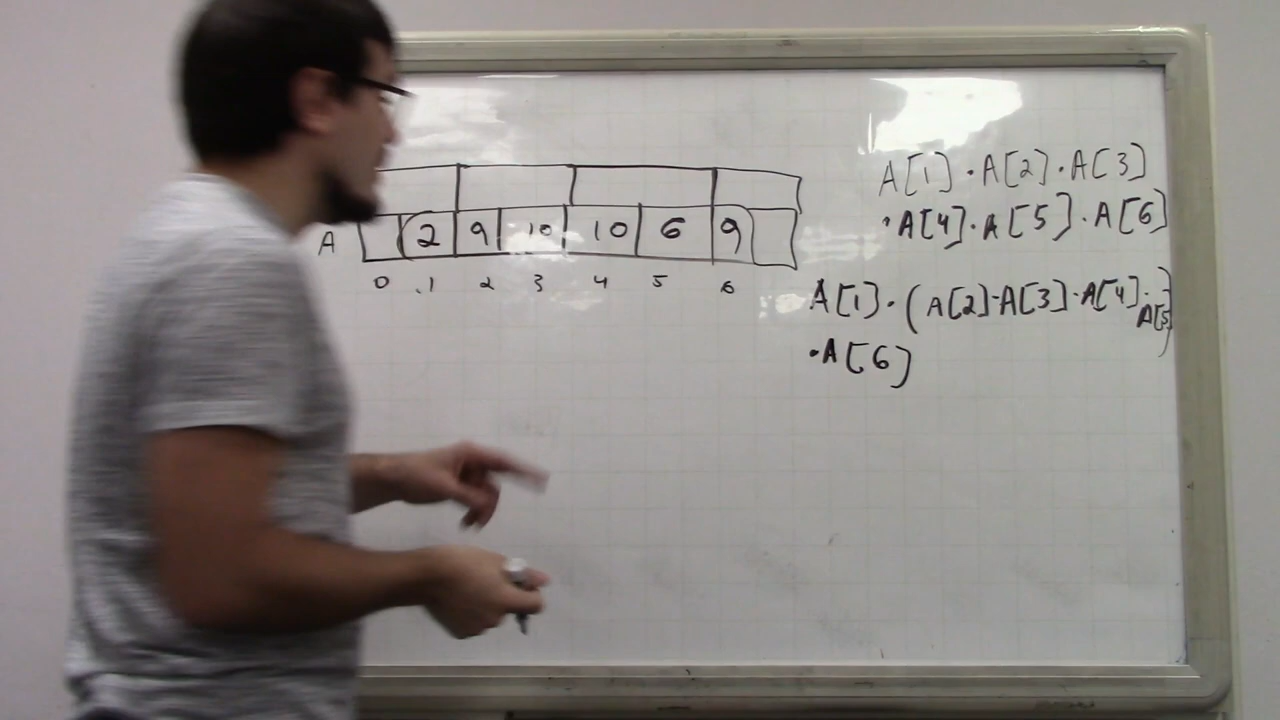 A[1] · A[2] · A[3]
· A[4] · A[5] · A[6]
A 2 9 10 10 6 9
0 1 2 3 4 5 6
A[1] · (A[2] · A[3] · A[4] · A[5])
· A[6]